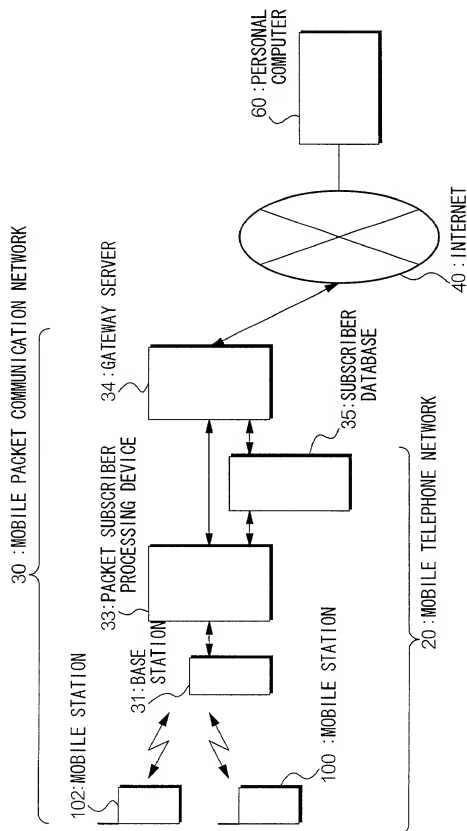 30:MOBILE PACKET COMMUNICATION NETWORK
102:MOBILE STATION
31:BASE
STATION
33:PACKET SUBSCRIBER
PROCESSING DEVICE
34:GATEWAY SERVER
60:PERSONAL
COMPUTER
100:MOBILE STATION
35:SUBSCRIBER
DATABASE
40:INTERNET
20:MOBILE TELEPHONE NETWORK